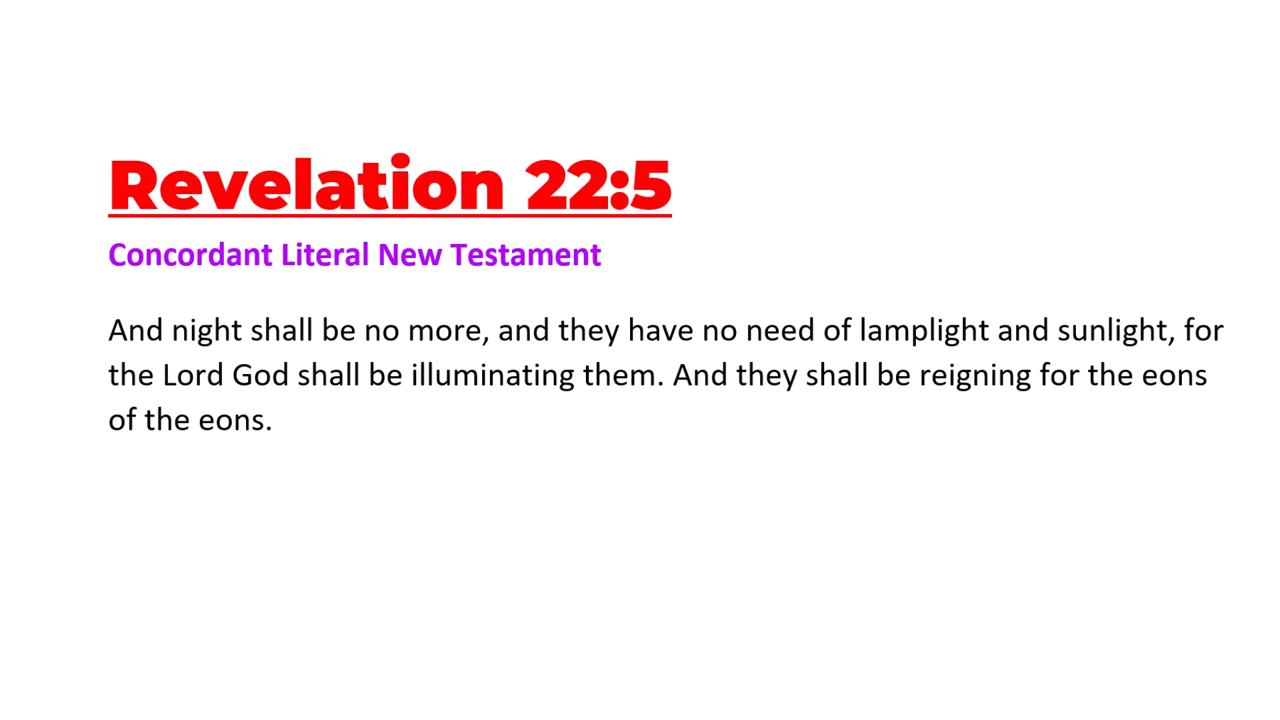 Revelation 22:5
Concordant Literal New Testament
And night shall be no more, and they have no need of lamplight and sunlight, for
the Lord God shall be illuminating them. And they shall be reigning for the eons
of the eons.